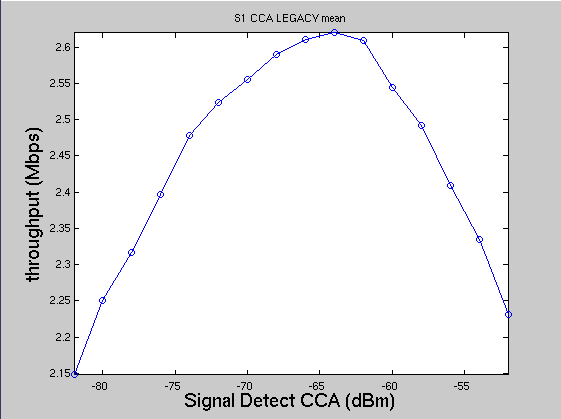 S1 CCA LEGACY mean
2.6
2.55
2.5
2.45
2.4
2.35
2.3
2.25
2.2
2.15
throughput (Mbps)
-80 -75 -70 -65 -60 -55
Signal Detect CCA (dBm)